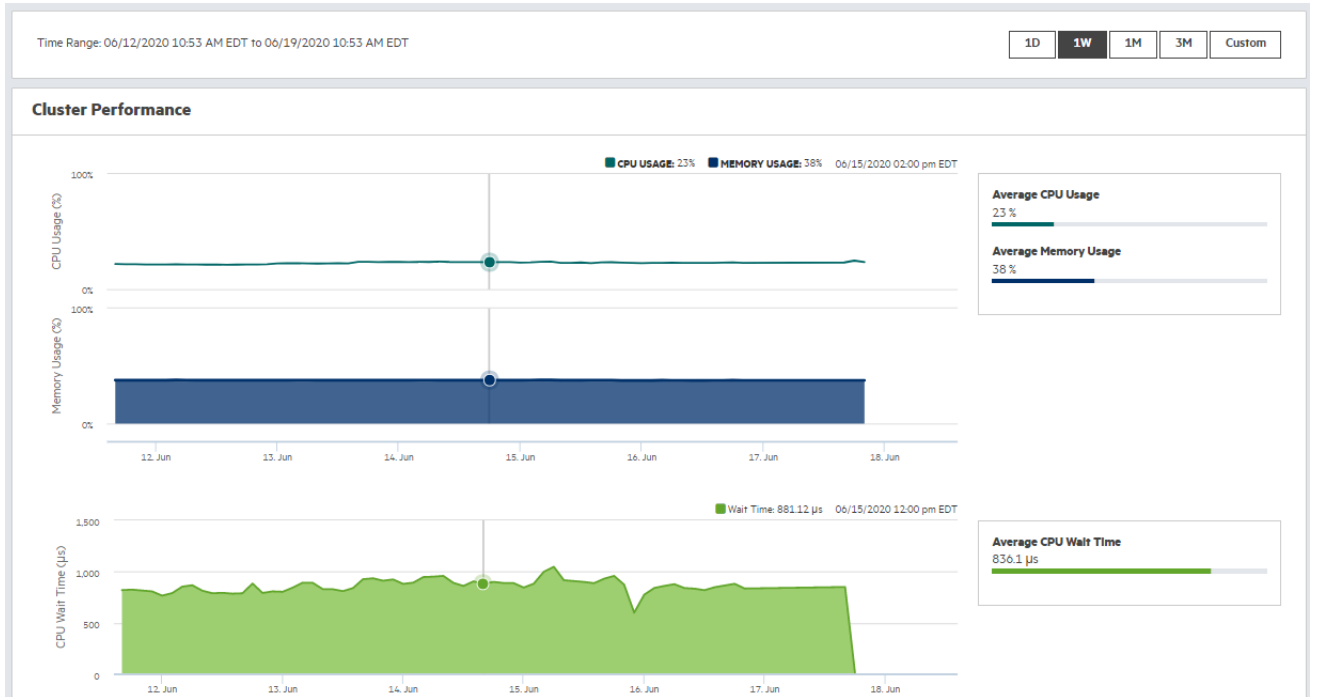 Time Range: 06/12/2020 10:53 AM EDT to 06/19/2020 10:53 AM EDT
1D 1W 1M 3M Custom
Cluster Performance
CPU USAGE: 23% MEMORY USAGE: 38% 06/15/2020 02:00 pm EDT
100%
CPU Usage (%)
0%
100%
Memory Usage (%)
0%
12. Jun 13. Jun 14. Jun 15. Jun 16. Jun 17. Jun 18. Jun
Average CPU Usage
23 %
Average Memory Usage
38 %
Wait Time: 881.12 µs 06/15/2020 12:00 pm EDT
1,500
1,000
CPU Wait Time (µs)
500
0
12. Jun 13. Jun 14. Jun 15. Jun 16. Jun 17. Jun 18. Jun
Average CPU Wait Time
836.1 µs